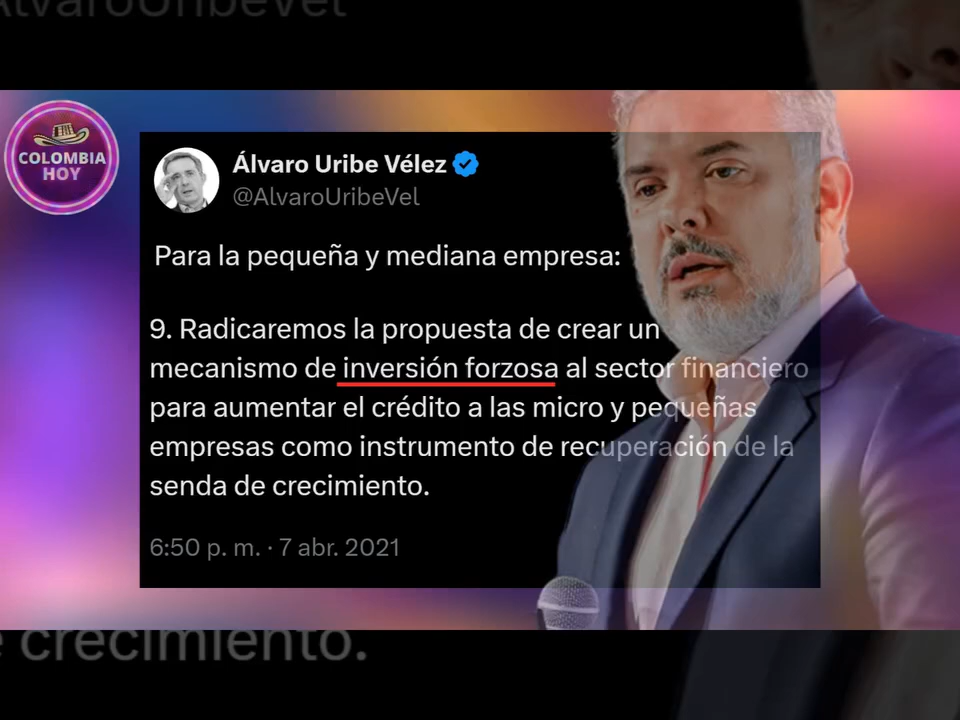 AlvaroUribeVel
COLOMBIA
HOY
Álvaro Uribe Vélez
@AlvaroUribeVel
Para la pequeña y mediana empresa:
9. Radicaremos la propuesta de crear un
mecanismo de inversión forzosa al sector financiero
para aumentar el crédito a las micro y pequeñas
empresas como instrumento de recuperación de la
senda de crecimiento.
6:50 p. m. · 7 abr. 2021
e crecimiento.